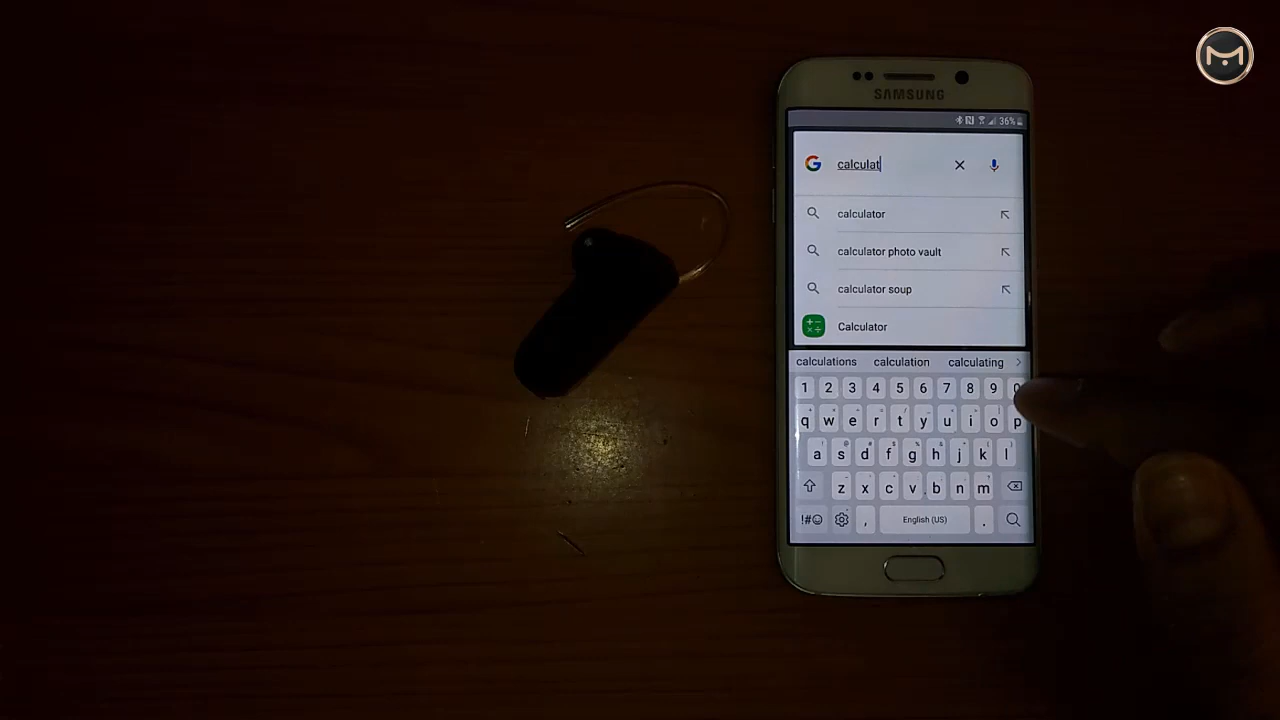 SAMSUNG
36%
G calculat
calculator
calculator photo vault
calculator soup
Calculator
calculations calculation calculating
1 2 3 4 5 6 7 8 9 0
q w e r t y u i o p
a s d f g h j k l
z x c v b n m
!#☺ , English (US) .